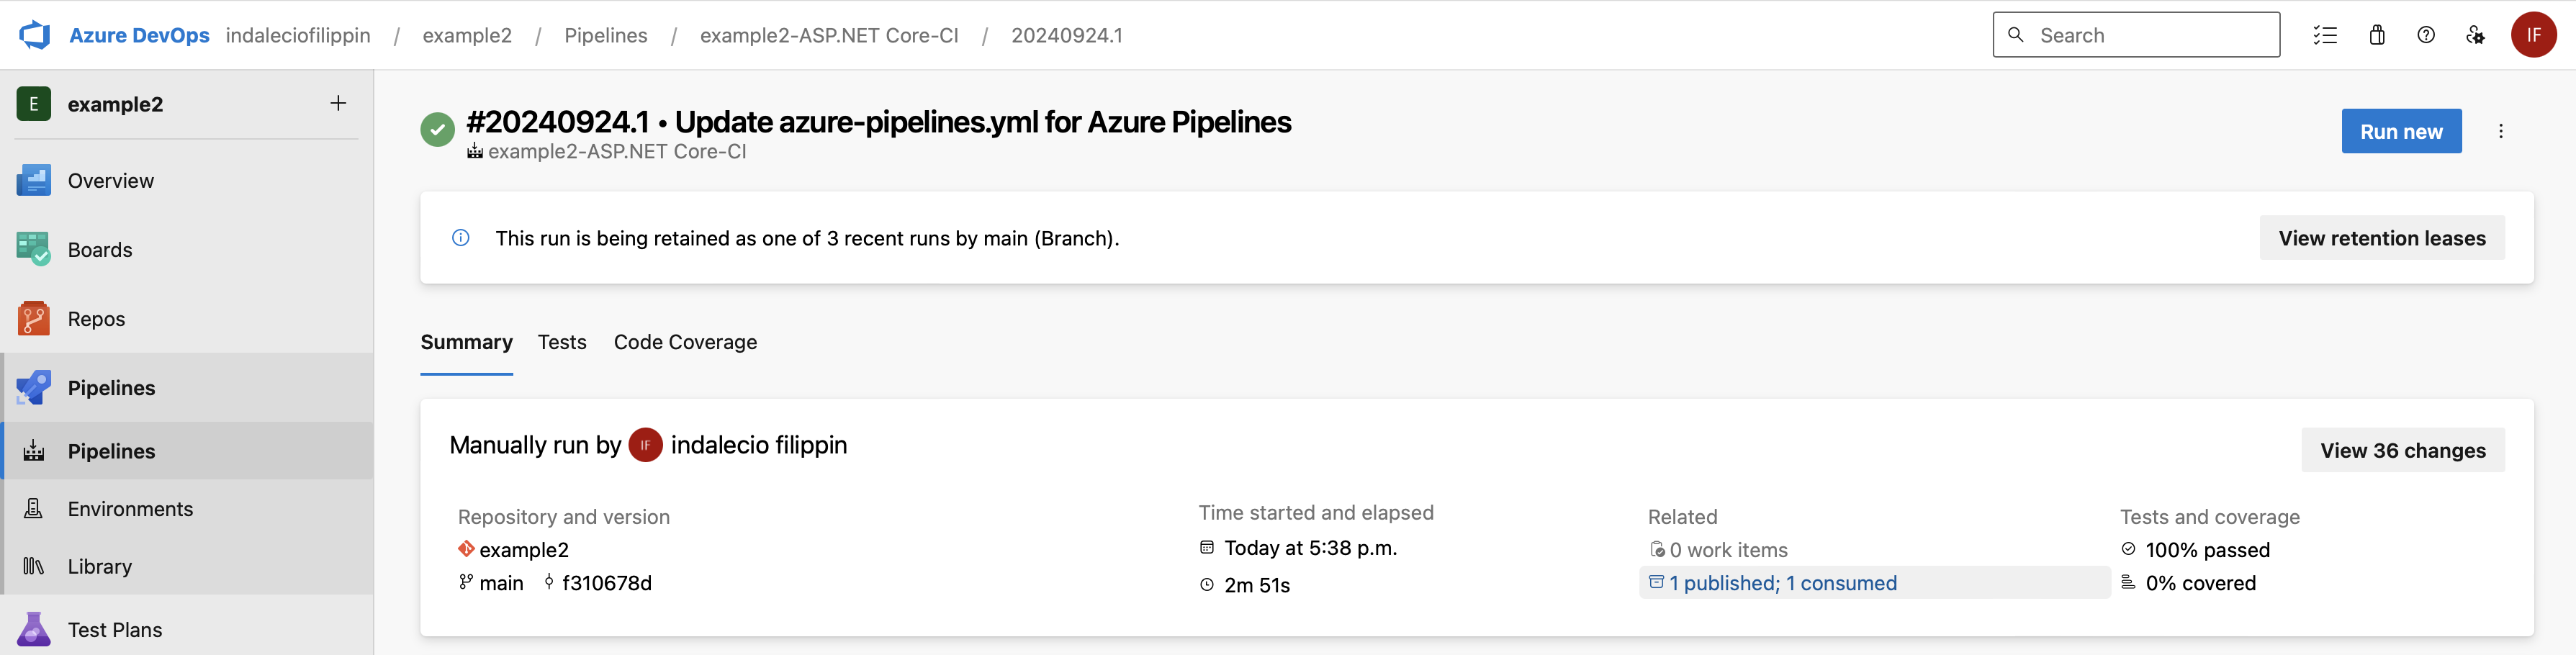 Azure DevOps indaleciofilippin / example2 / Pipelines / example2-ASP.NET Core-CI / 20240924.1 Search IF
E example2 +
Overview
Boards
Repos
Pipelines
Pipelines
Environments
Library
Test Plans
#20240924.1 • Update azure-pipelines.yml for Azure Pipelines
example2-ASP.NET Core-CI
Run new
This run is being retained as one of 3 recent runs by main (Branch).
View retention leases
Summary Tests Code Coverage
Manually run by IF indalecio filippin
View 36 changes
Repository and version
example2
main f310678d
Time started and elapsed
Today at 5:38 p.m.
2m 51s
Related
0 work items
1 published; 1 consumed
Tests and coverage
100% passed
0% covered